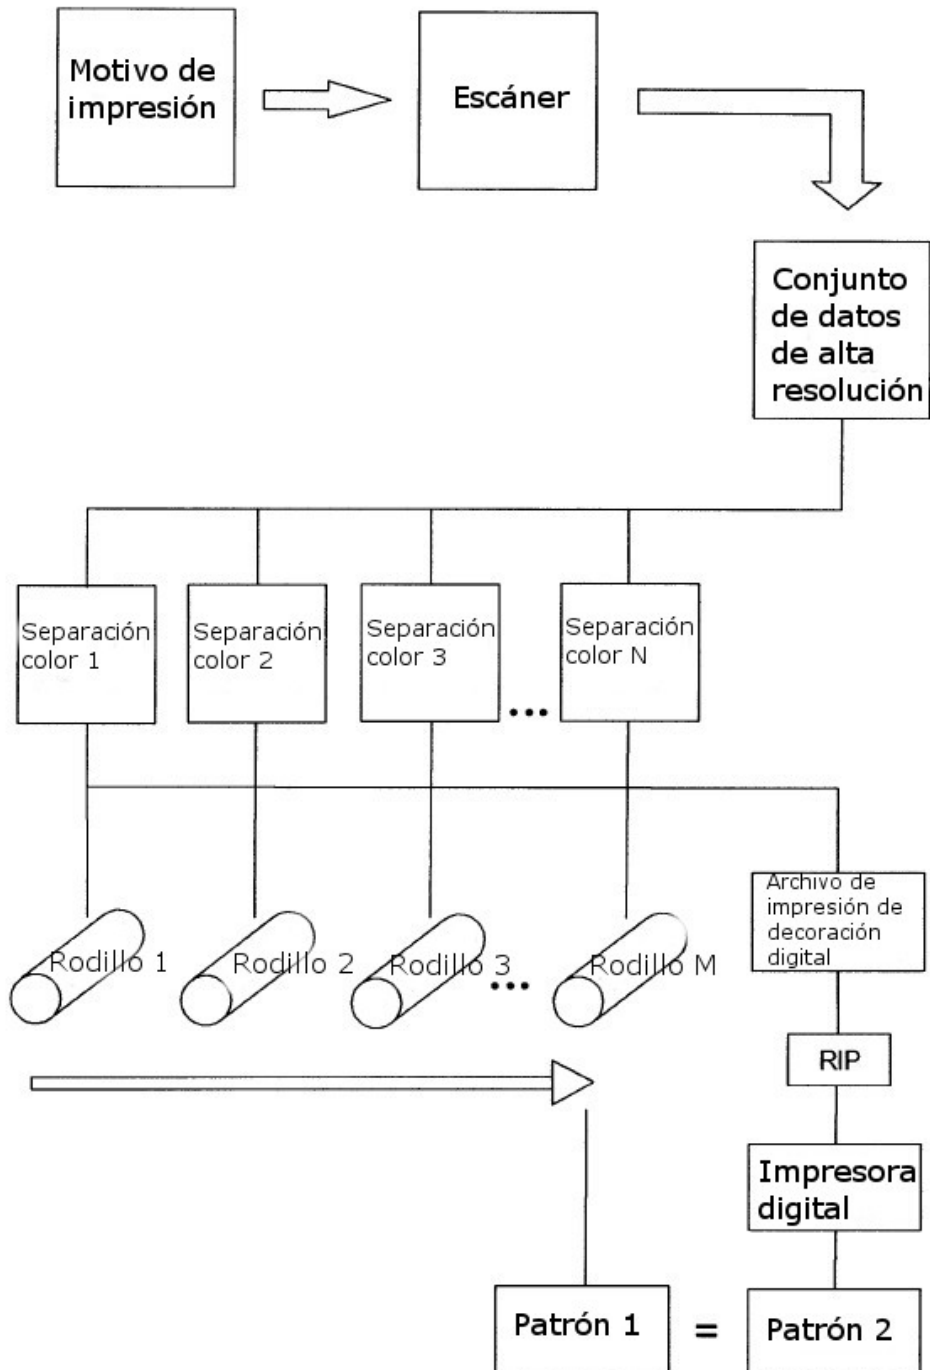 Motivo de
impresión
Escáner
Conjunto
de datos
de alta
resolución
Separación
color 1
Separación
color 2
Separación
color 3
...
Separación
color N
Archivo de
impresión de
decoración
digital
Rodillo 1
Rodillo 2
Rodillo 3
...
Rodillo M
RIP
Impresora
digital
Patrón 1
=
Patrón 2